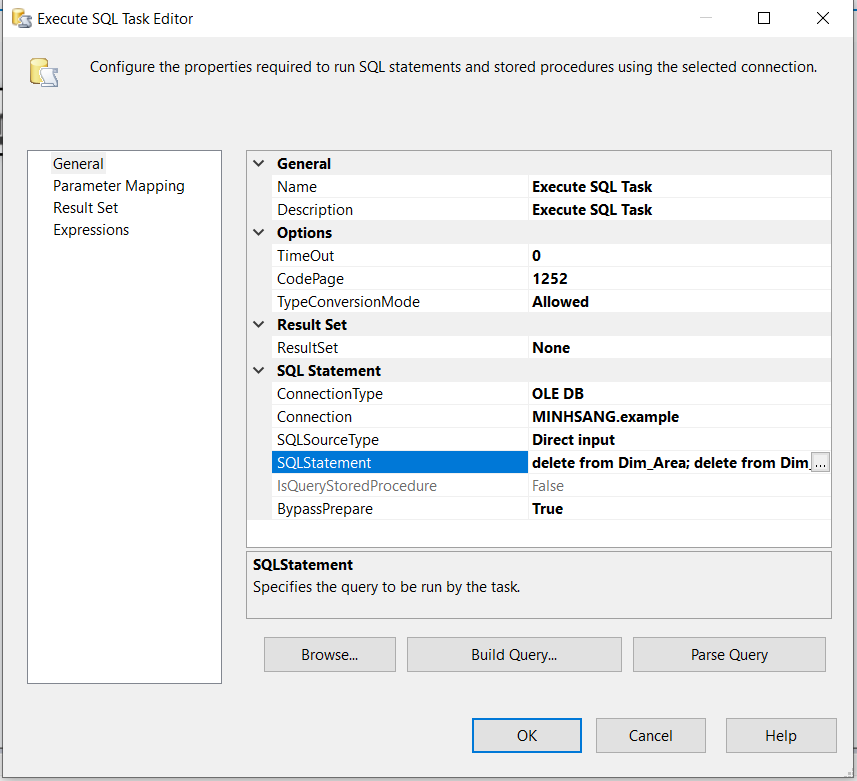 Execute SQL Task Editor
Configure the properties required to run SQL statements and stored procedures using the selected connection.
General
Parameter Mapping
Result Set
Expressions
General
Name Execute SQL Task
Description Execute SQL Task
Options
TimeOut 0
CodePage 1252
TypeConversionMode Allowed
Result Set
ResultSet None
SQL Statement
ConnectionType OLE DB
Connection MINHSANG.example
SQLSourceType Direct input
SQLStatement delete from Dim_Area; delete from Dim_ ...
IsQueryStoredProcedure False
BypassPrepare True
SQLStatement
Specifies the query to be run by the task.
Browse... Build Query... Parse Query
OK Cancel Help